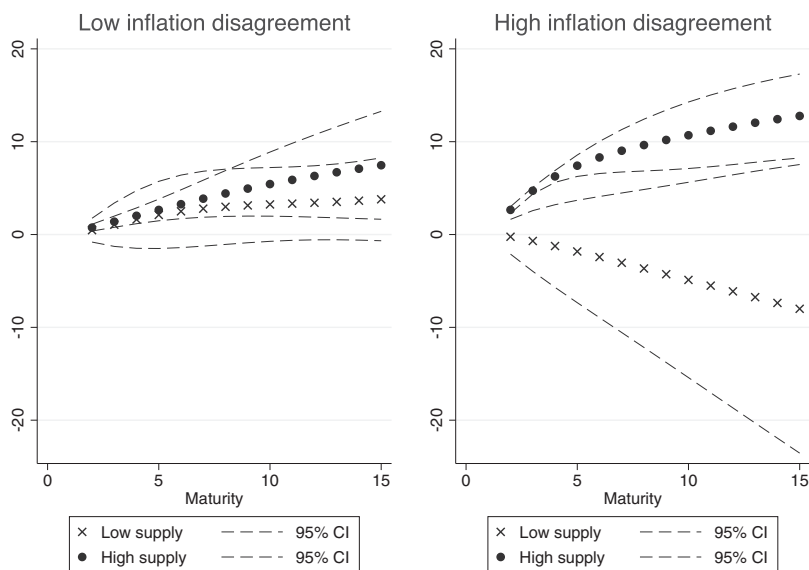 Low inflation disagreement
20
10
0
-10
-20
0 5 10 15
Maturity
Low supply 95% CI
High supply 95% CI
High inflation disagreement
20
10
0
-10
-20
0 5 10 15
Maturity
Low supply 95% CI
High supply 95% CI